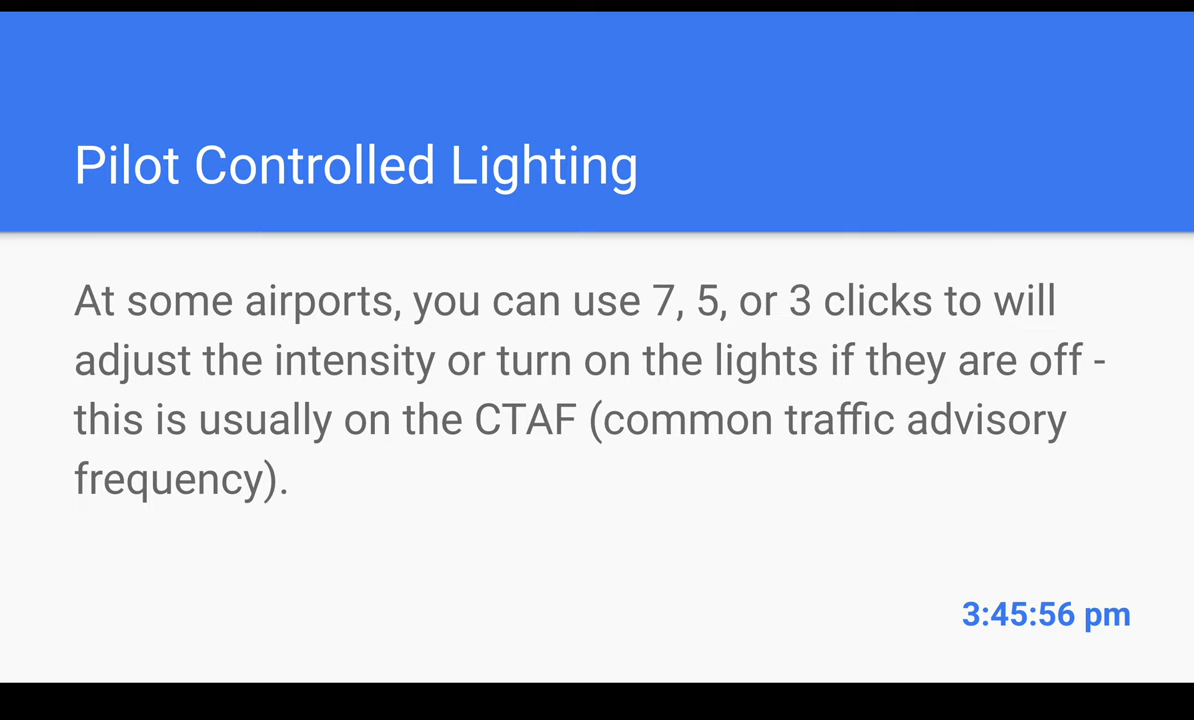 Pilot Controlled Lighting
At some airports, you can use 7, 5, or 3 clicks to will
adjust the intensity or turn on the lights if they are off -
this is usually on the CTAF (common traffic advisory
frequency).
3:45:56 pm